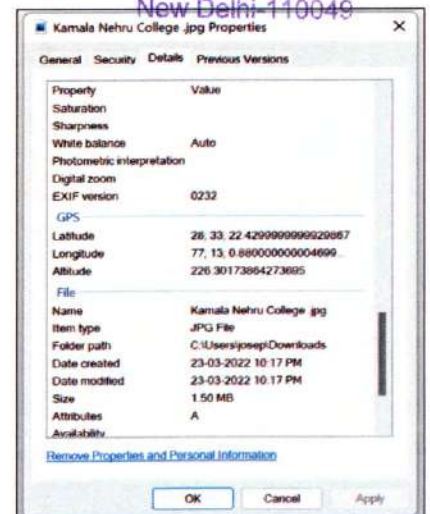 New Delhi-110049
Kamala Nehru College .jpg Properties
General Security Details Previous Versions
Property Value
Saturation
Sharpness
White balance Auto
Photometric interpretation
Digital zoom
EXIF version 0232
GPS
Latitude 28; 33; 22.4299999999929867
Longitude 77; 13; 0.880000000004699...
Altitude 226.30173864273695
File
Name Kamala Nehru College .jpg
Item type JPG File
Folder path C:\Users\josep\Downloads
Date created 23-03-2022 10:17 PM
Date modified 23-03-2022 10:17 PM
Size 1.50 MB
Attributes A
Availability
Remove Properties and Personal Information
OK Cancel Apply